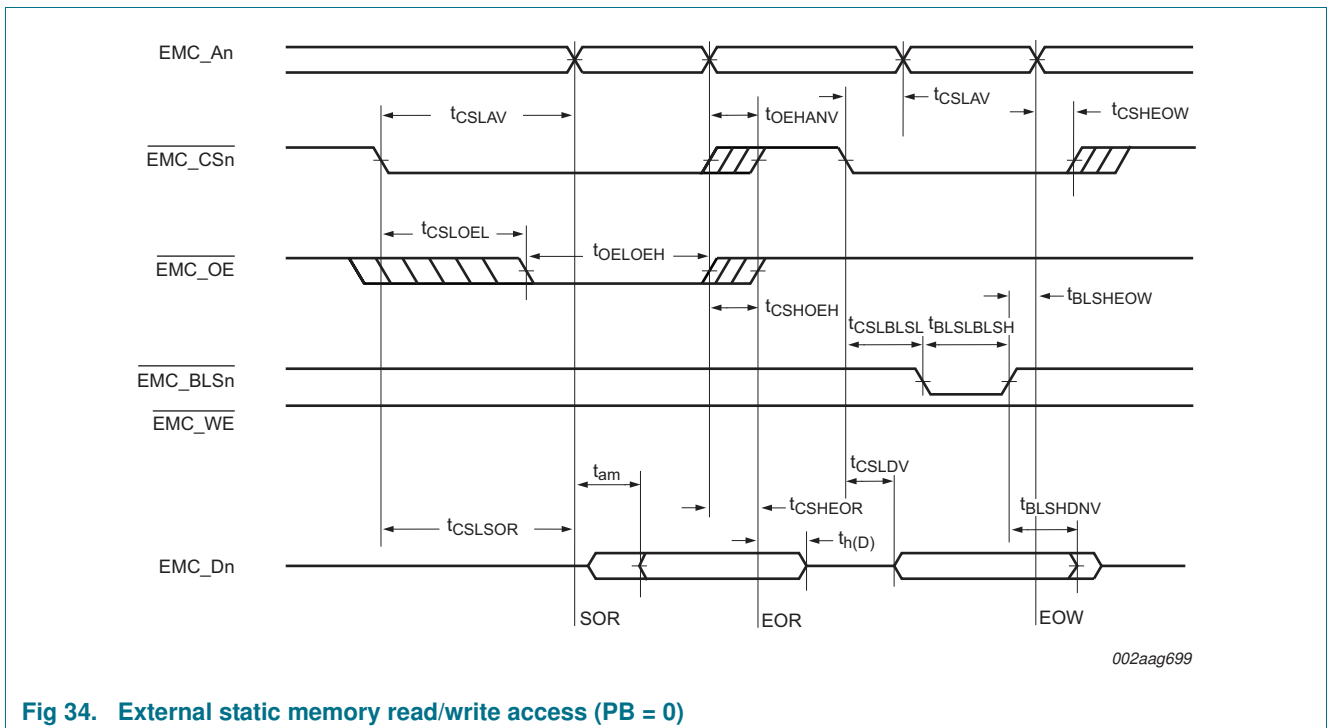 EMC_An
tCSLAV
tOEHANV
tCSLAV
tCSHEOW
EMC_CSn
tCSLOEL
tOELOEH
EMC_OE
tCSHOEH
tBLSHEOW
tCSLBLSL
tBLSLBLSH
EMC_BLSn
EMC_WE
tam
tCSLDV
tCSLSOR
tCSHEOR
tBLSHDNV
th(D)
EMC_Dn
SOR
EOR
EOW
002aag699
Fig 34. External static memory read/write access (PB = 0)